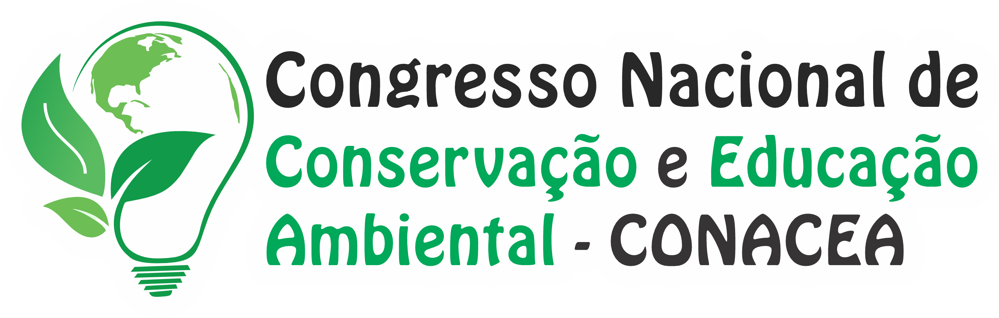 Congresso Nacional de
Conservação e Educação
Ambiental - CONACEA